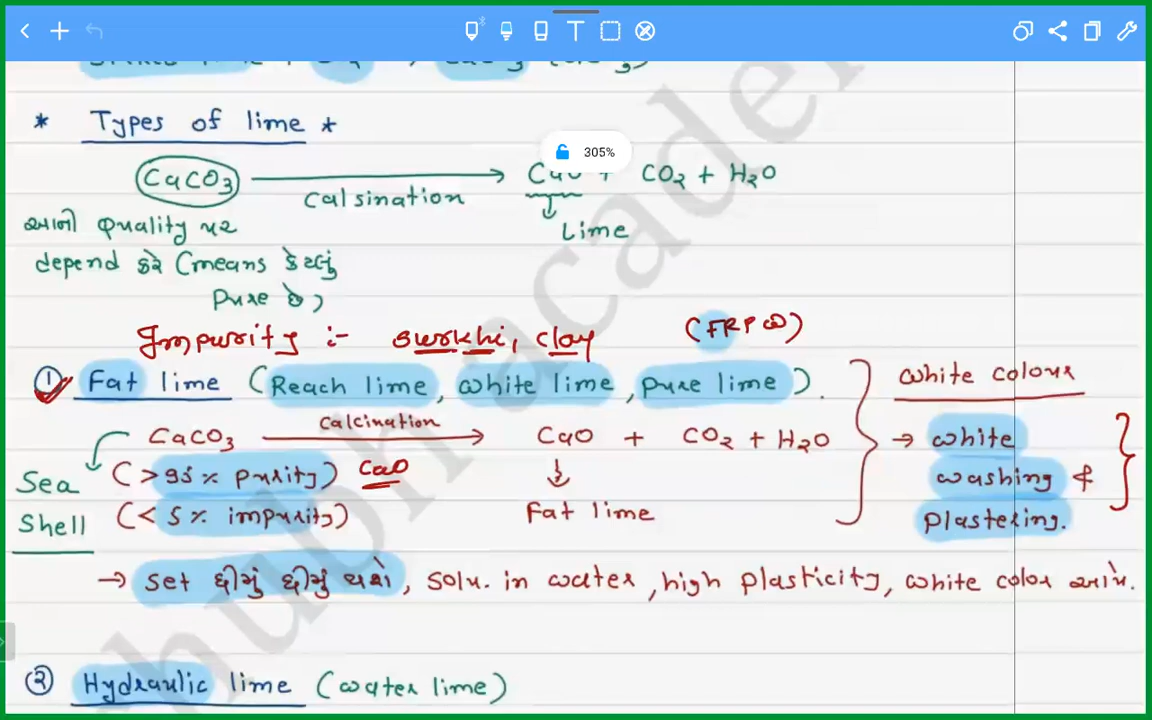 305%
* Types of lime *
CaCO3 → CaO + CO2 + H2O
Calsination
Lime
આની quality પર
depend કરે (means કેટલું
Pure છે)
Impurity :- surkhi, clay (FRPW)
① Fat lime (Reach lime, white lime, pure lime). White colour
CaCO3 calcination → CaO + CO2 + H2O → white
(>95 % purity) CaO washing &
Sea
Shell (< 5 % impurity) Fat lime plastering.
→ set ધીમું ધીમું થશે, solu. in water, high plasticity, white color આપે.
② Hydraulic lime (water lime)
shubh academy